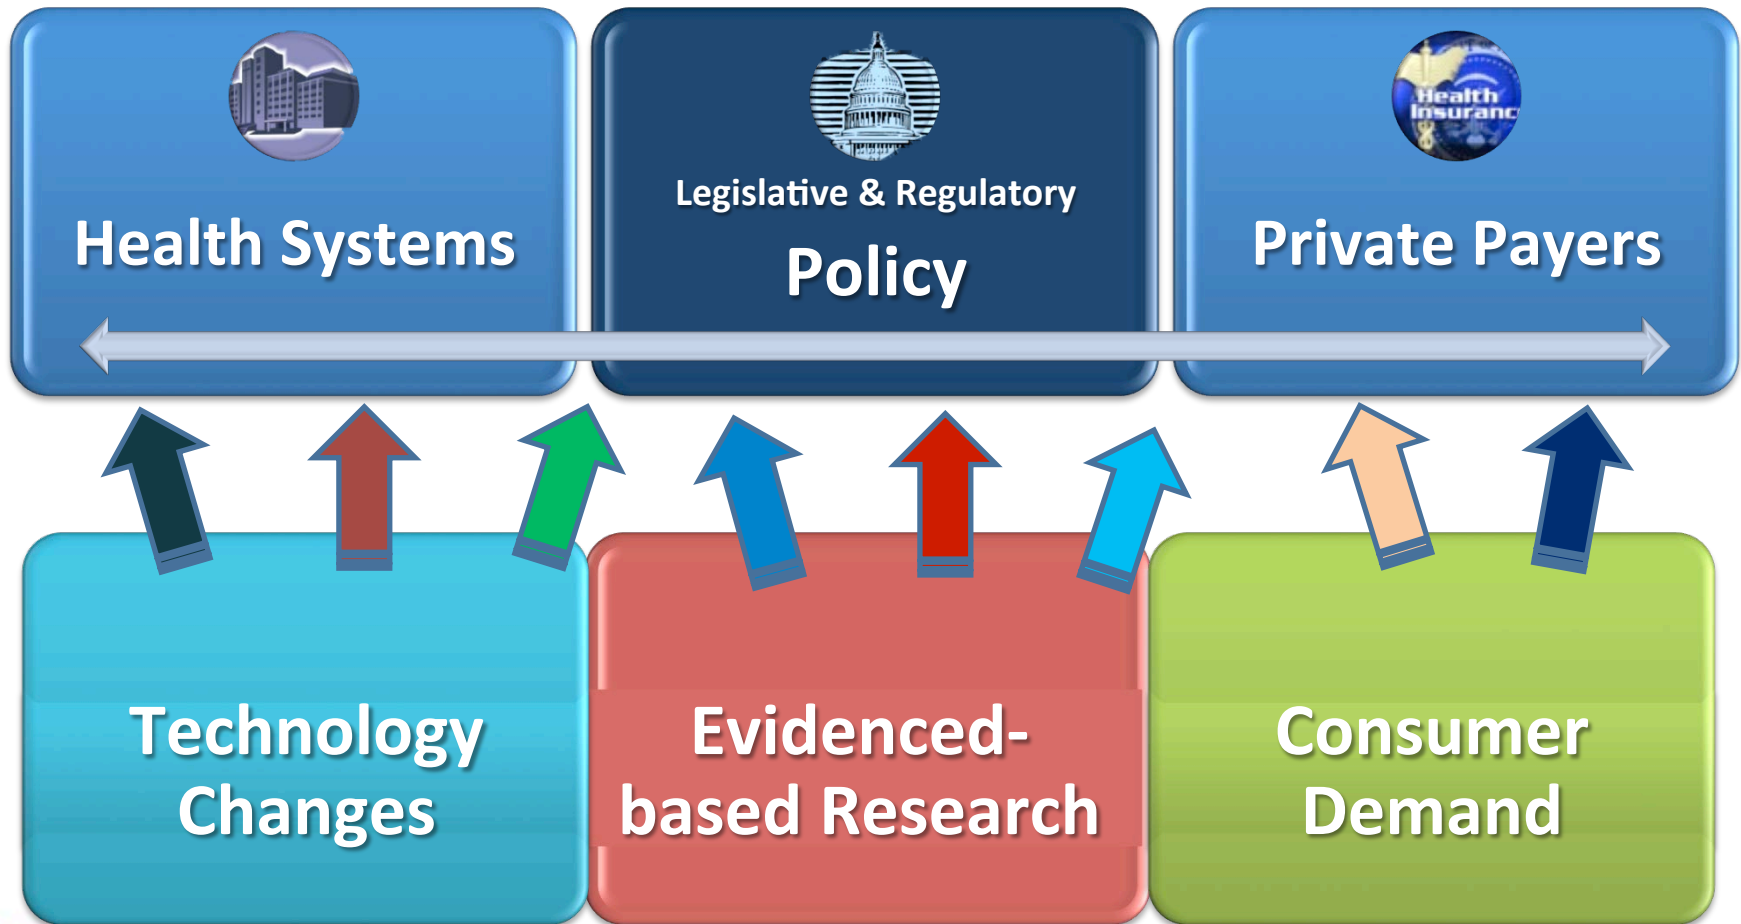 Health
Insuranc
Legislative & Regulatory
Health Systems
Policy
Private Payers
Technology
Changes
Evidenced-
based Research
Consumer
Demand